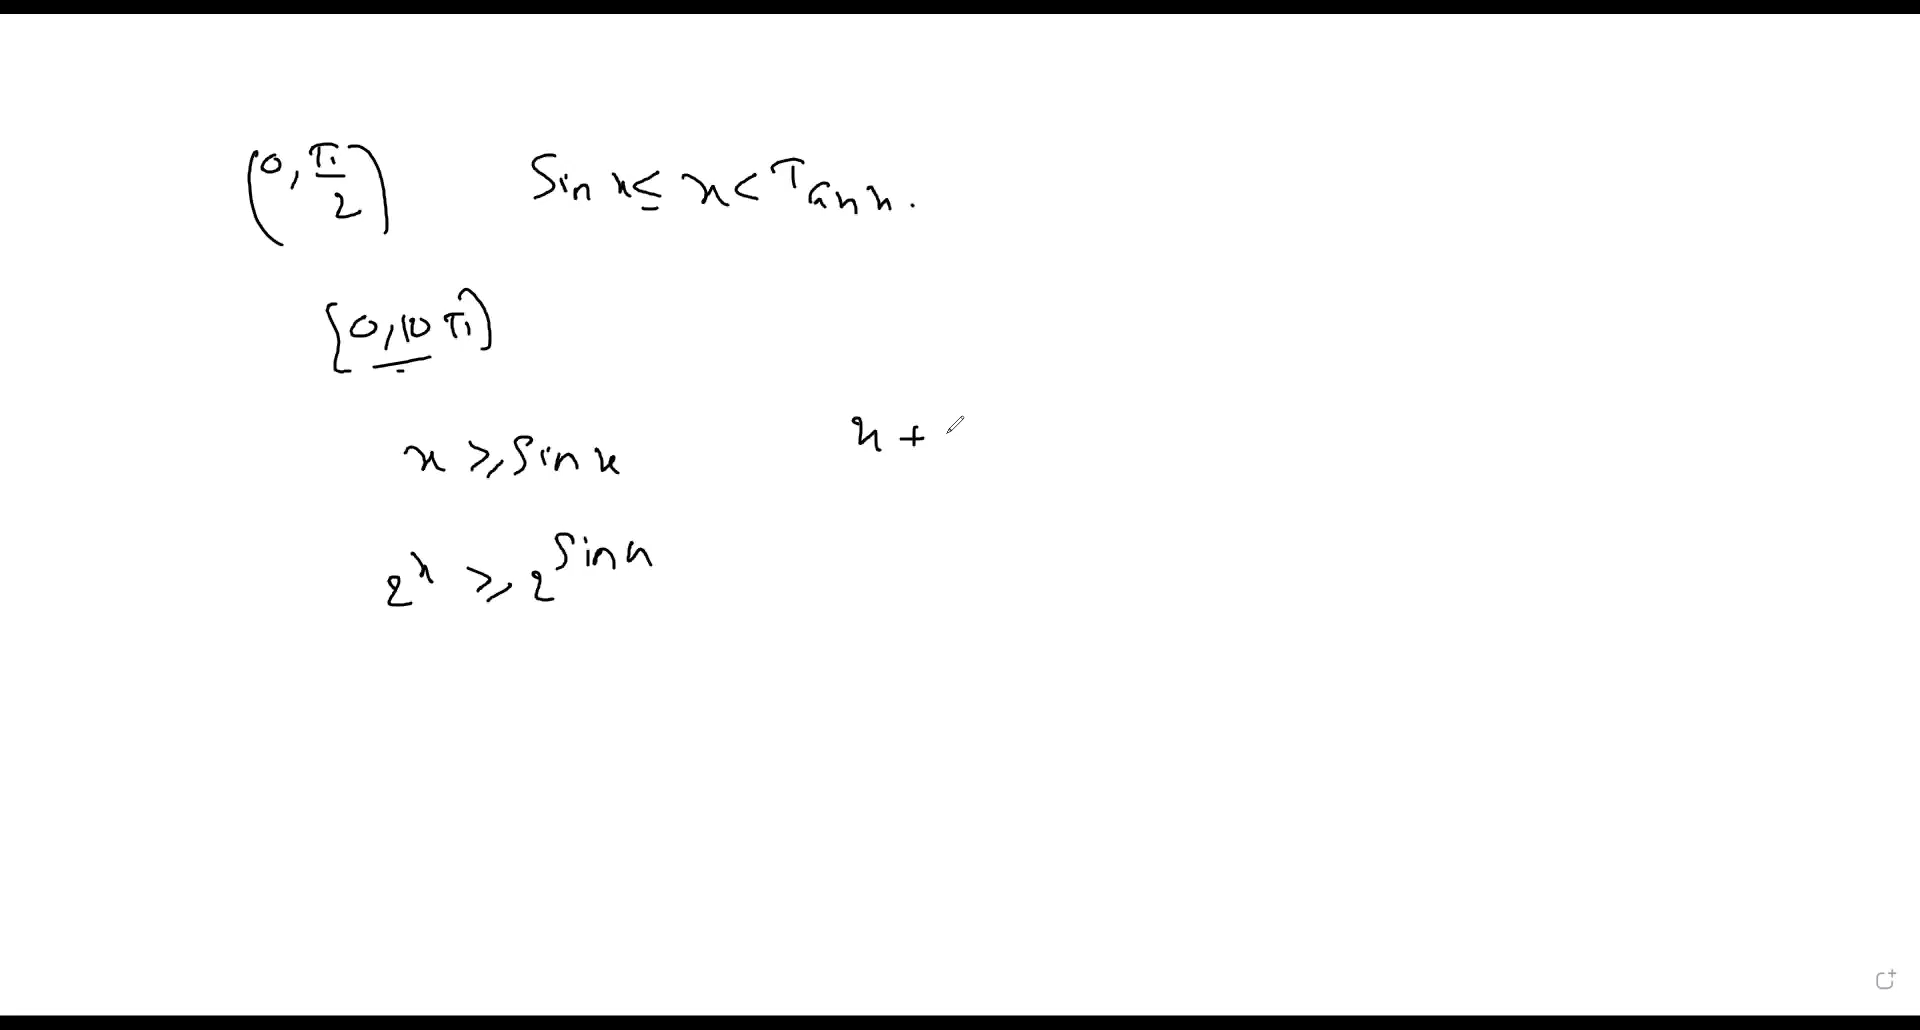 (0, π/2) Sin x ≤ x < Tan x.
[0, 10π]
x ⩾ Sin x x +
2^x ⩾ 2^Sin x